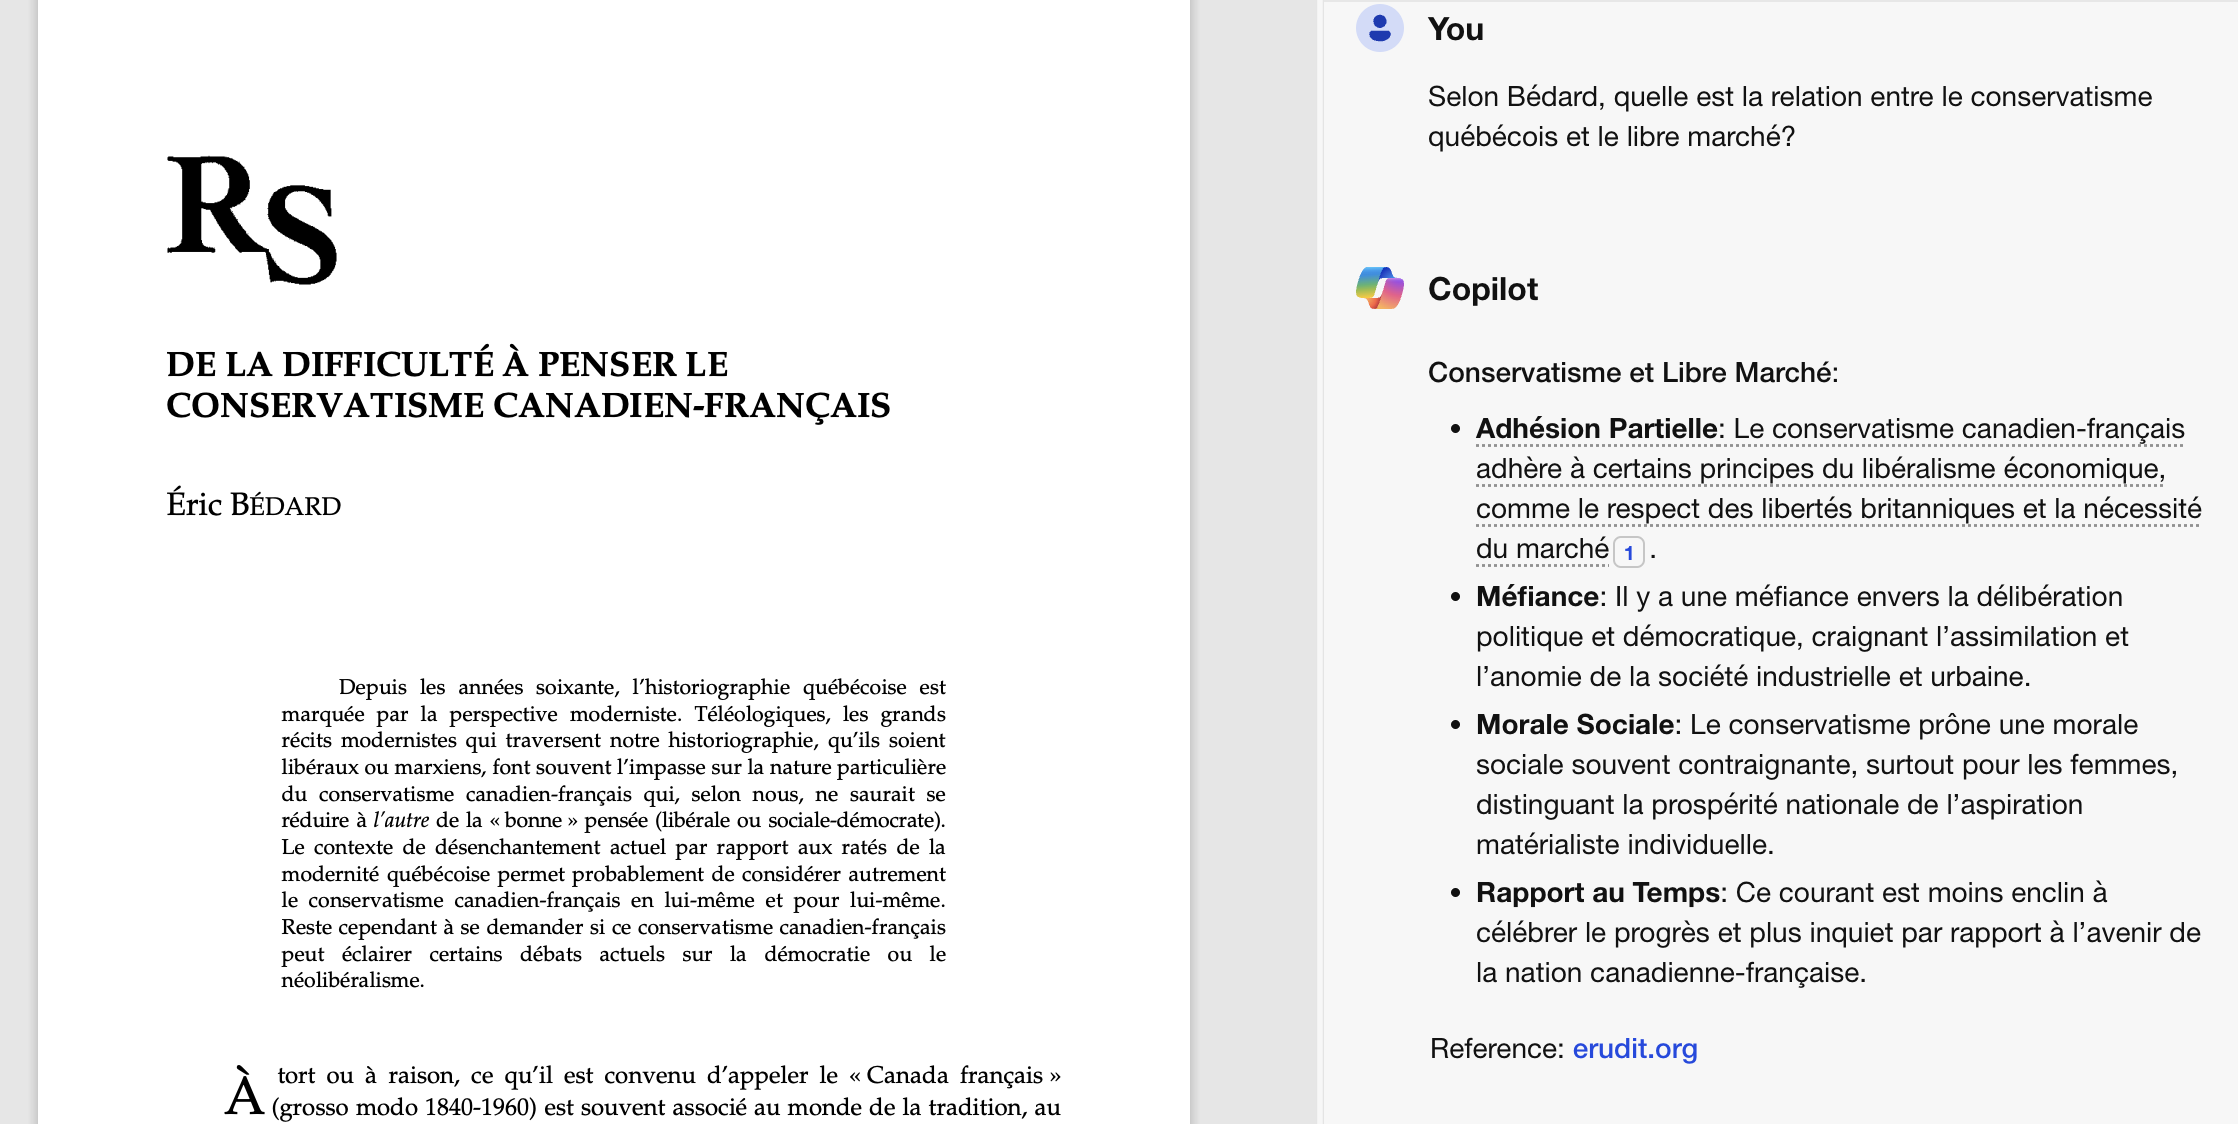 RS
DE LA DIFFICULTÉ À PENSER LE
CONSERVATISME CANADIEN-FRANÇAIS
Éric BÉDARD
Depuis les années soixante, l’historiographie québécoise est
marquée par la perspective moderniste. Téléologiques, les grands
récits modernistes qui traversent notre historiographie, qu’ils soient
libéraux ou marxiens, font souvent l’impasse sur la nature particulière
du conservatisme canadien-français qui, selon nous, ne saurait se
réduire à l’autre de la « bonne » pensée (libérale ou sociale-démocrate).
Le contexte de désenchantement actuel par rapport aux ratés de la
modernité québécoise permet probablement de considérer autrement
le conservatisme canadien-français en lui-même et pour lui-même.
Reste cependant à se demander si ce conservatisme canadien-français
peut éclairer certains débats actuels sur la démocratie ou le
néolibéralisme.
À tort ou à raison, ce qu’il est convenu d’appeler le « Canada français »
(grosso modo 1840-1960) est souvent associé au monde de la tradition, au
You
Selon Bédard, quelle est la relation entre le conservatisme
québécois et le libre marché?
Copilot
Conservatisme et Libre Marché:
• Adhésion Partielle: Le conservatisme canadien-français
adhère à certains principes du libéralisme économique,
comme le respect des libertés britanniques et la nécessité
du marché 1 .
• Méfiance: Il y a une méfiance envers la délibération
politique et démocratique, craignant l’assimilation et
l’anomie de la société industrielle et urbaine.
• Morale Sociale: Le conservatisme prône une morale
sociale souvent contraignante, surtout pour les femmes,
distinguant la prospérité nationale de l’aspiration
matérialiste individuelle.
• Rapport au Temps: Ce courant est moins enclin à
célébrer le progrès et plus inquiet par rapport à l’avenir de
la nation canadienne-française.
Reference: erudit.org